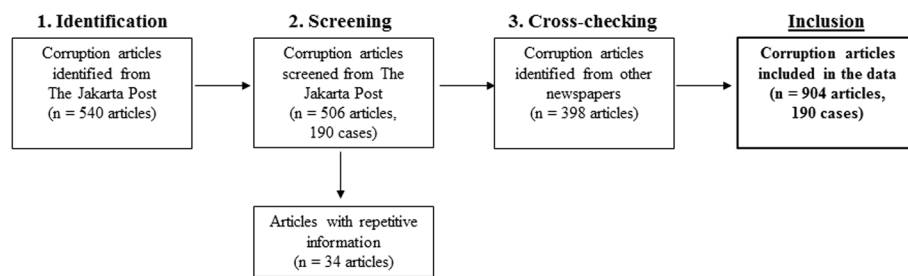 1. Identification
Corruption articles
identified from
The Jakarta Post
(n = 540 articles)
2. Screening
Corruption articles
screened from The
Jakarta Post
(n = 506 articles,
190 cases)
Articles with repetitive
information
(n = 34 articles)
3. Cross-checking
Corruption articles
identified from other
newspapers
(n = 398 articles)
Inclusion
Corruption articles
included in the data
(n = 904 articles,
190 cases)